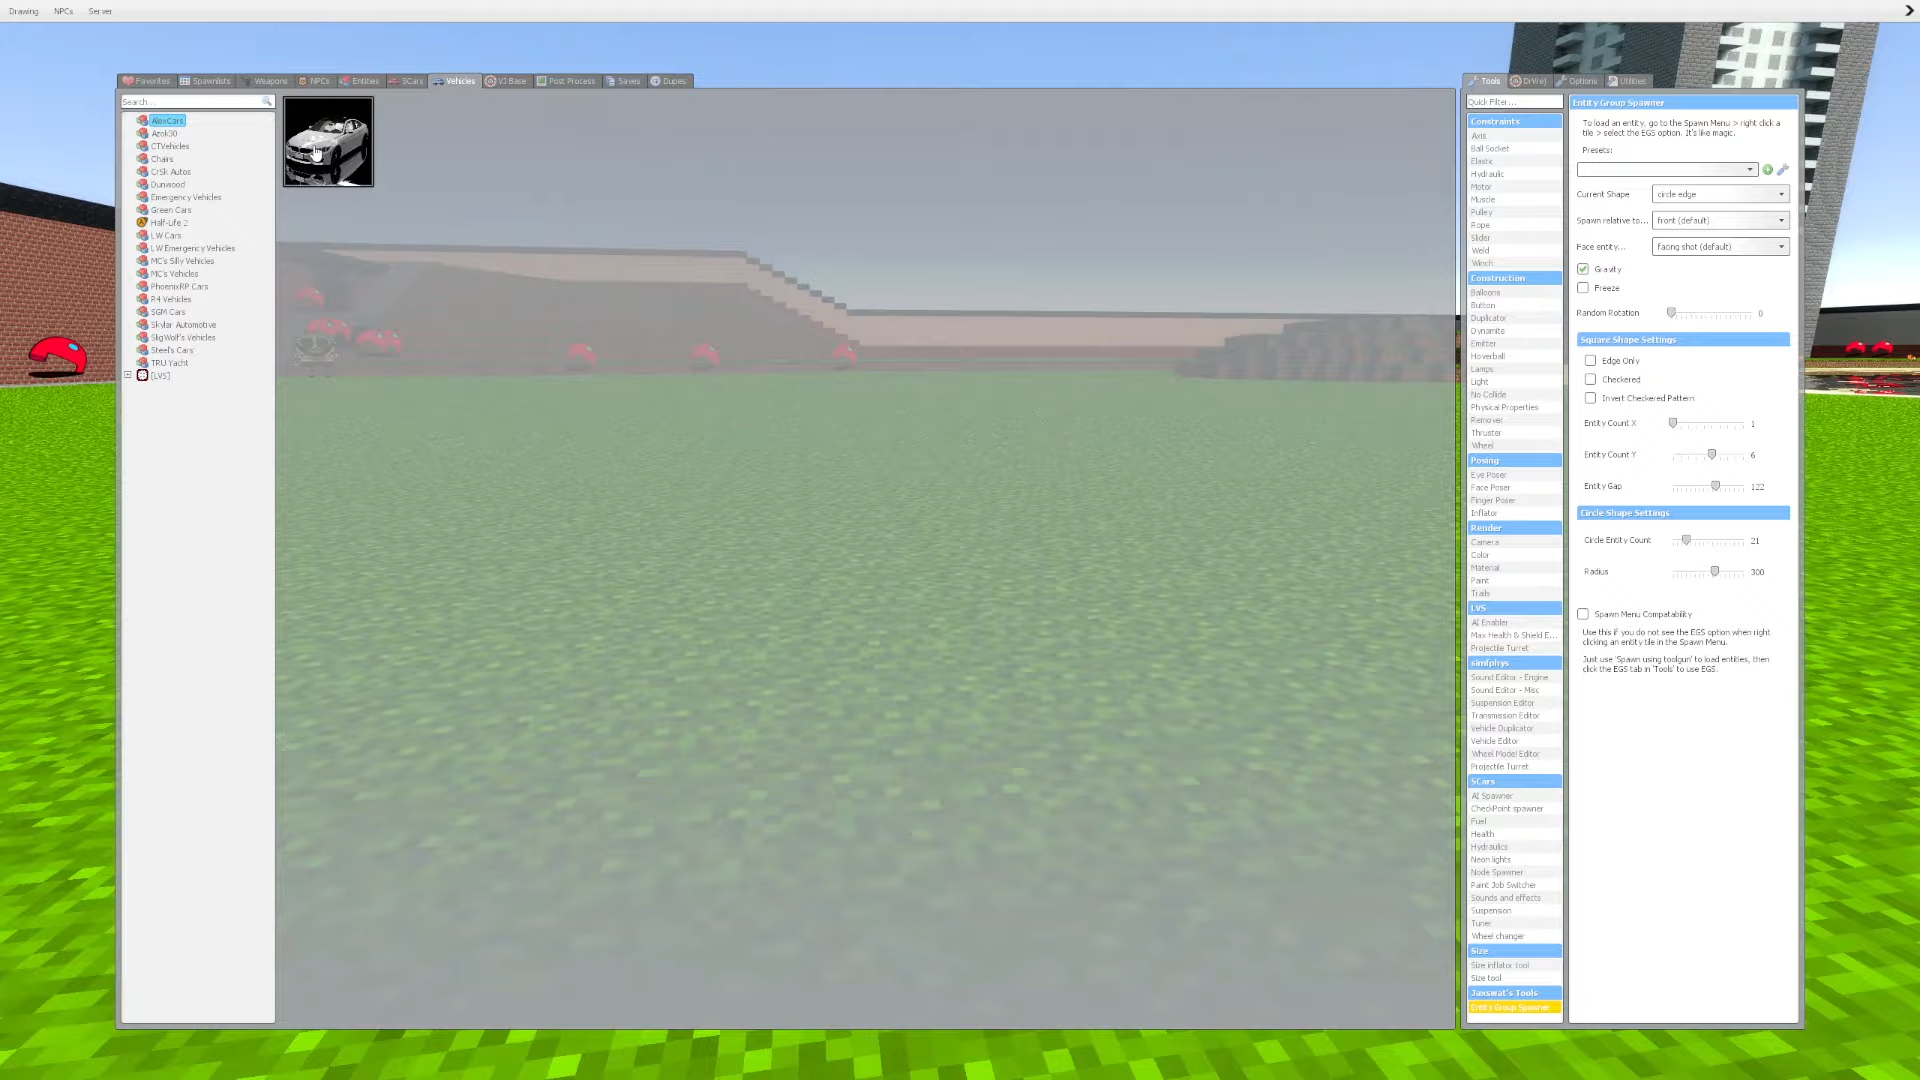 Drawing NPCs Server
Favorites Spawnlists Weapons NPCs Entities SCars Vehicles VJ Base Post Process Saves Dupes
Search...
AlexCars
Azok30
CTVehicles
Chairs
CrSk Autos
Dunwood
Emergency Vehicles
Green Cars
Half-Life 2
LW Cars
LW Emergency Vehicles
MC's Silly Vehicles
MC's Vehicles
PhoenixRP Cars
R4 Vehicles
SGM Cars
Skylar Automotive
SligWolf's Vehicles
Steel's Cars
TRU Yacht
[LVS]
Tools DrVrej Options Utilities
Quick Filter...
Constraints
Axis
Ball Socket
Elastic
Hydraulic
Motor
Muscle
Pulley
Rope
Slider
Weld
Winch
Construction
Balloons
Button
Duplicator
Dynamite
Emitter
Hoverball
Lamps
Light
No Collide
Physical Properties
Remover
Thruster
Wheel
Posing
Eye Poser
Face Poser
Finger Poser
Inflator
Render
Camera
Color
Material
Paint
Trails
LVS
AI Enabler
Max Health & Shield E...
Projectile Turret
simfphys
Sound Editor - Engine
Sound Editor - Misc
Suspension Editor
Transmission Editor
Vehicle Duplicator
Vehicle Editor
Wheel Model Editor
Projectile Turret
SCars
AI Spawner
CheckPoint spawner
Fuel
Health
Hydraulics
Neon lights
Node Spawner
Paint Job Switcher
Sounds and effects
Suspension
Tuner
Wheel changer
Size
Size inflator tool
Size tool
Jaxswat's Tools
Entity Group Spawner
Entity Group Spawner
To load an entity, go to the Spawn Menu > right click a
tile > select the EGS option. It's like magic.
Presets:
Current Shape circle edge
Spawn relative to... front (default)
Face entity... facing shot (default)
Gravity
Freeze
Random Rotation 0
Square Shape Settings
Edge Only
Checkered
Invert Checkered Pattern
Entity Count X 1
Entity Count Y 6
Entity Gap 122
Circle Shape Settings
Circle Entity Count 21
Radius 300
Spawn Menu Compatability
Use this if you do not see the EGS option when right
clicking an entity tile in the Spawn Menu.
Just use 'Spawn using toolgun' to load entities, then
click the EGS tab in 'Tools' to use EGS.